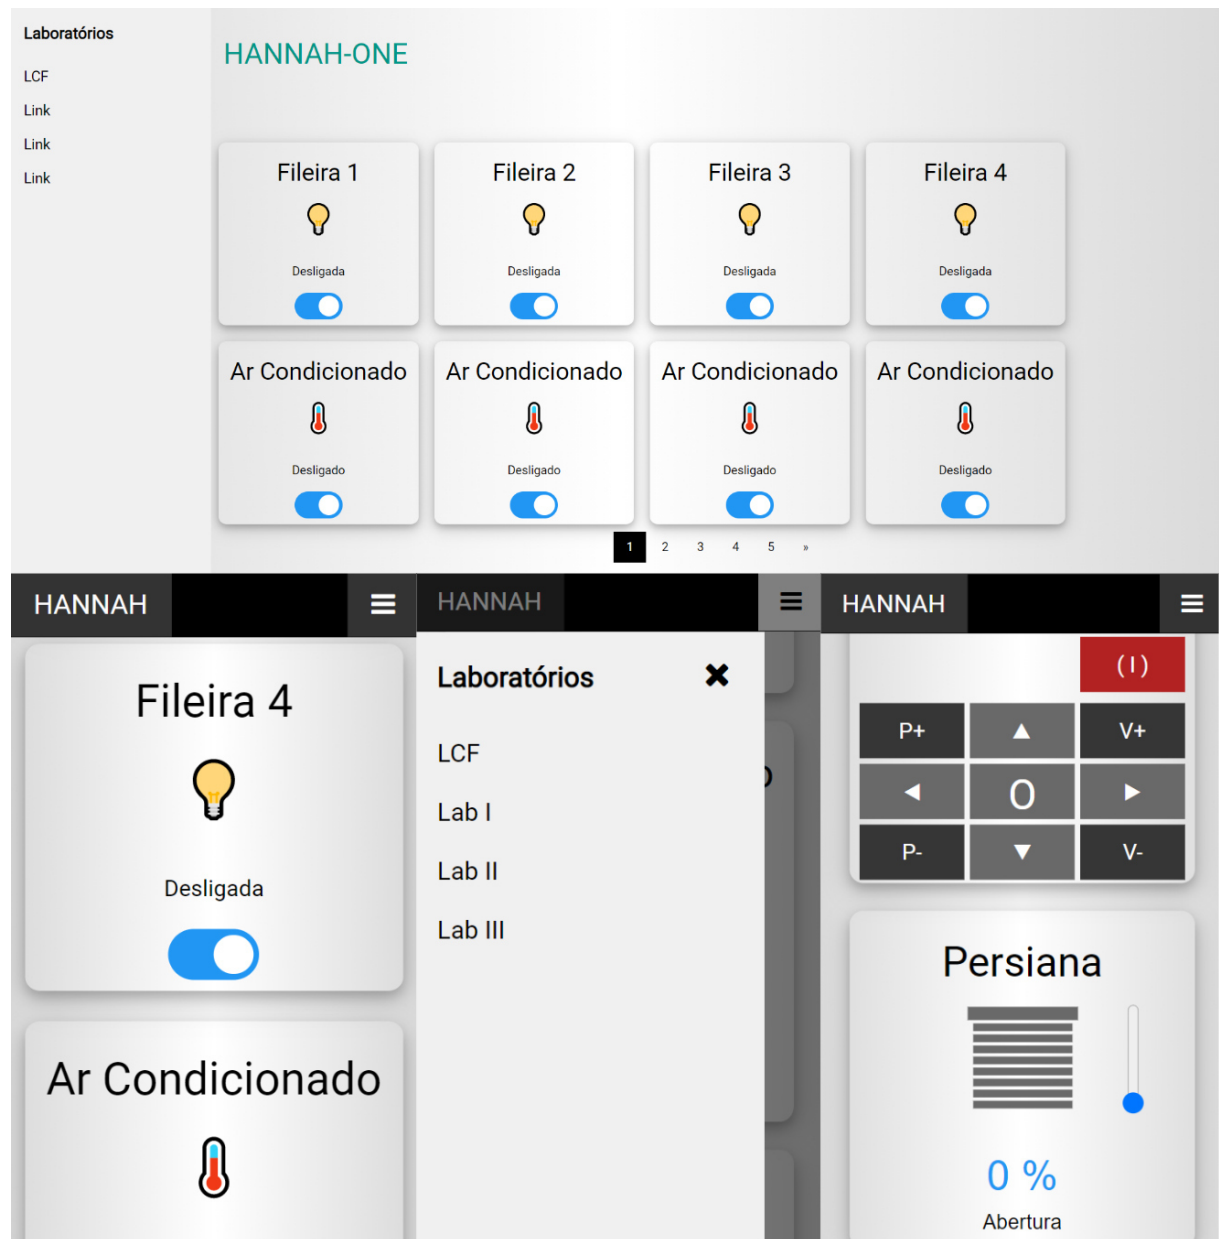 Laboratórios
LCF
Link
Link
Link
HANNAH-ONE
Fileira 1
Desligada
Fileira 2
Desligada
Fileira 3
Desligada
Fileira 4
Desligada
Ar Condicionado
Desligado
Ar Condicionado
Desligado
Ar Condicionado
Desligado
Ar Condicionado
Desligado
1 2 3 4 5 »
HANNAH
Fileira 4
Desligada
Ar Condicionado
HANNAH
Laboratórios
LCF
Lab I
Lab II
Lab III
HANNAH
( I )
P+ ▲ V+
◀ O ▶
P- ▼ V-
Persiana
0 %
Abertura